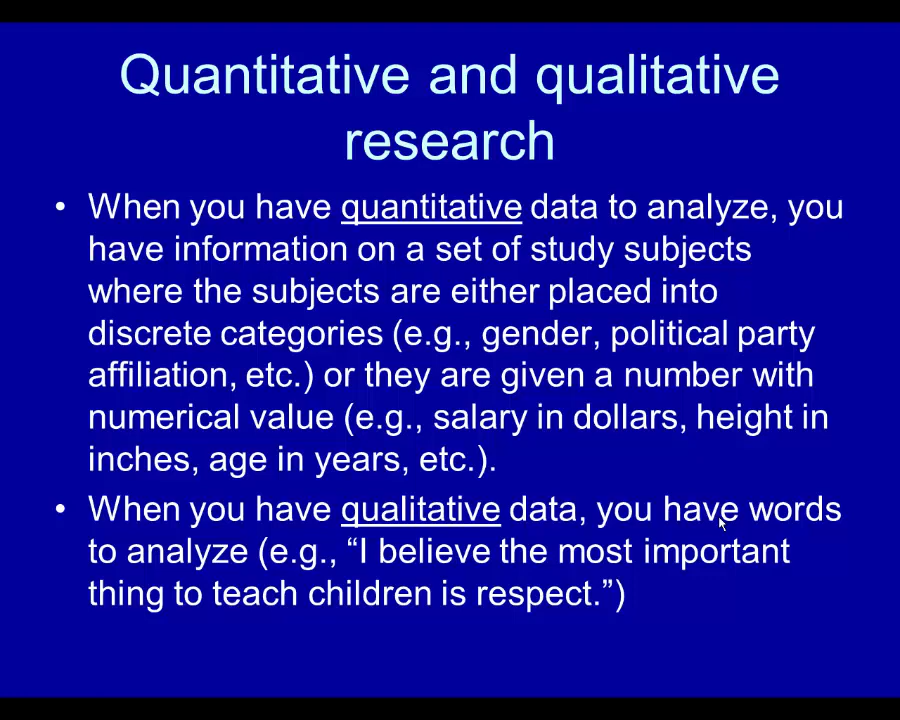 Quantitative and qualitative
research
• When you have quantitative data to analyze, you
have information on a set of study subjects
where the subjects are either placed into
discrete categories (e.g., gender, political party
affiliation, etc.) or they are given a number with
numerical value (e.g., salary in dollars, height in
inches, age in years, etc.).
• When you have qualitative data, you have words
to analyze (e.g., “I believe the most important
thing to teach children is respect.”)